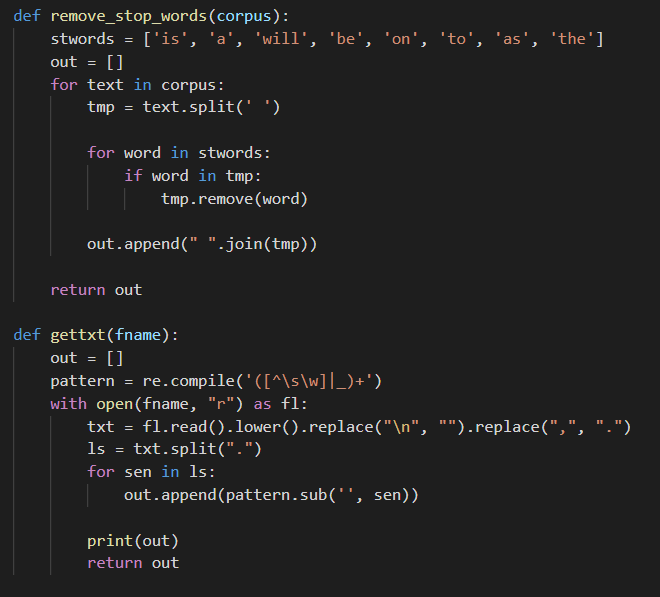 def remove_stop_words(corpus):
    stwords = ['is', 'a', 'will', 'be', 'on', 'to', 'as', 'the']
    out = []
    for text in corpus:
        tmp = text.split(' ')

        for word in stwords:
            if word in tmp:
                tmp.remove(word)

        out.append(" ".join(tmp))

    return out

def gettxt(fname):
    out = []
    pattern = re.compile('([^\s\w]|_)+')
    with open(fname, "r") as fl:
        txt = fl.read().lower().replace("\n", "").replace(",", ".")
        ls = txt.split(".")
        for sen in ls:
            out.append(pattern.sub('', sen))

        print(out)
        return out